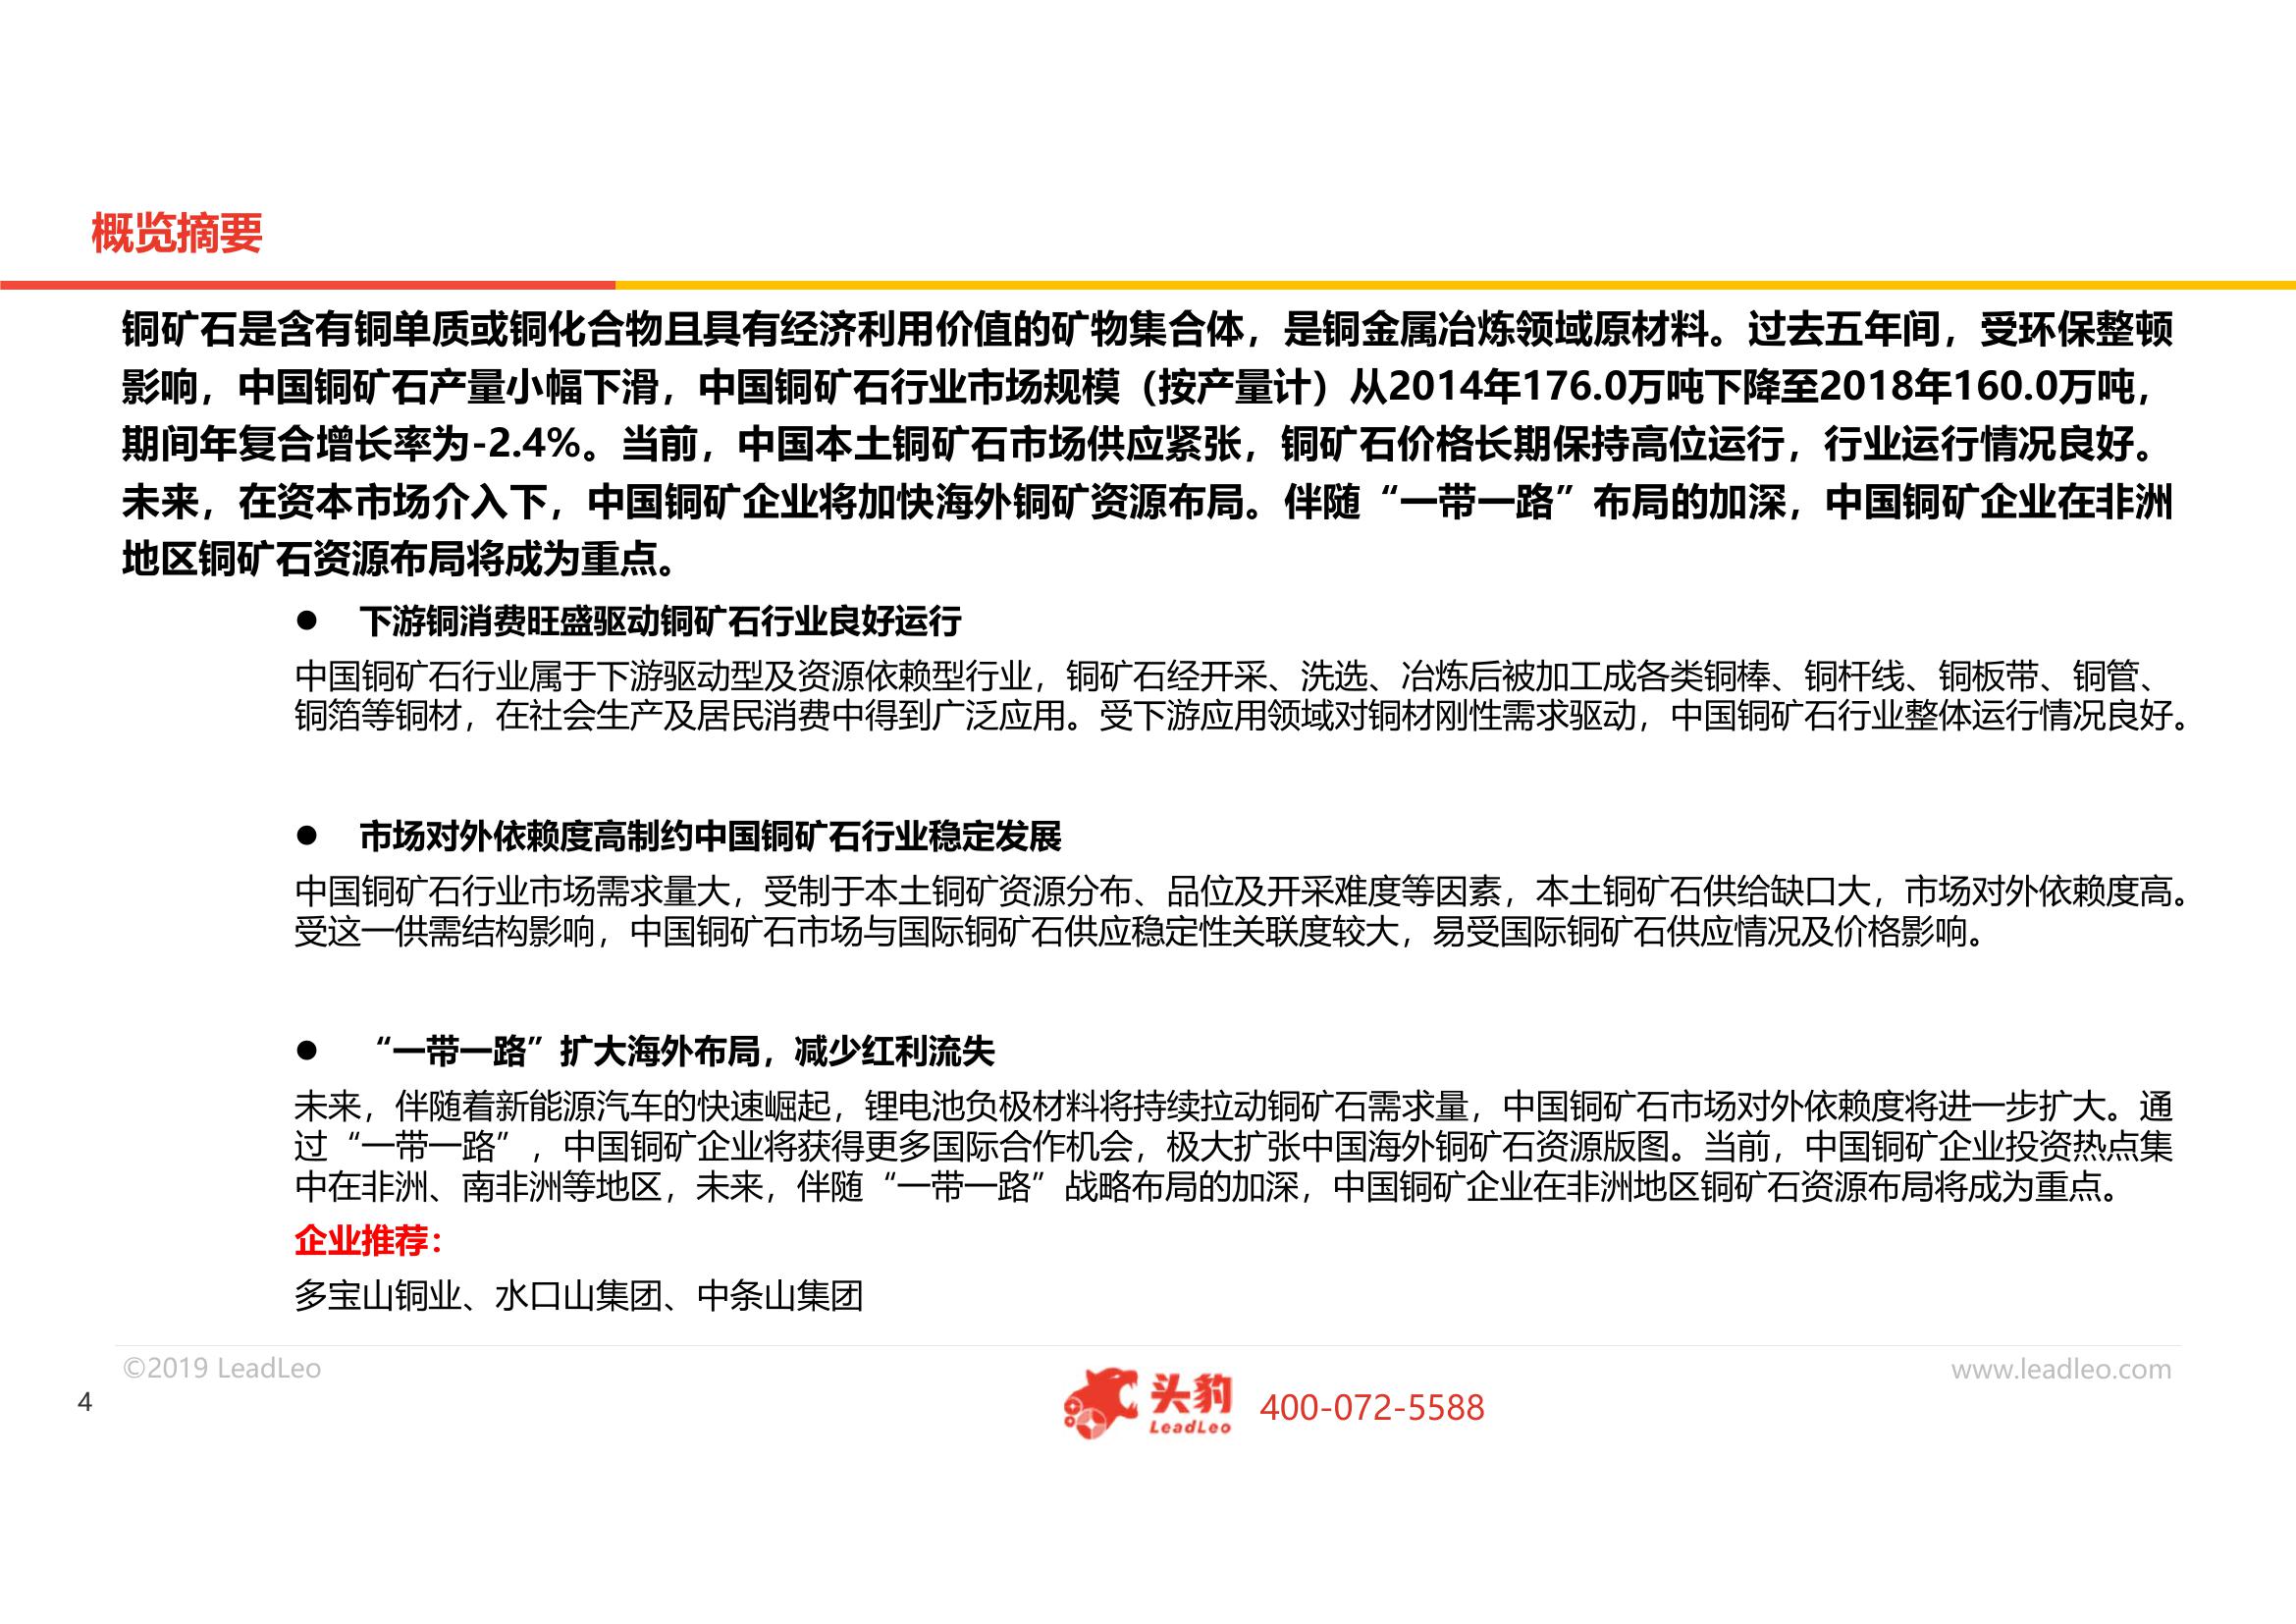 概览摘要
铜矿石是含有铜单质或铜化合物且具有经济利用价值的矿物集合体，是铜金属冶炼领域原材料。过去五年间，受环保整顿
影响，中国铜矿石产量小幅下滑，中国铜矿石行业市场规模（按产量计）从2014年176.0万吨下降至2018年160.0万吨，
期间年复合增长率为-2.4%。当前，中国本土铜矿石市场供应紧张，铜矿石价格长期保持高位运行，行业运行情况良好。
未来，在资本市场介入下，中国铜矿企业将加快海外铜矿资源布局。伴随“一带一路”布局的加深，中国铜矿企业在非洲
地区铜矿石资源布局将成为重点。
● 下游铜消费旺盛驱动铜矿石行业良好运行
中国铜矿石行业属于下游驱动型及资源依赖型行业，铜矿石经开采、洗选、冶炼后被加工成各类铜棒、铜杆线、铜板带、铜管、
铜箔等铜材，在社会生产及居民消费中得到广泛应用。受下游应用领域对铜材刚性需求驱动，中国铜矿石行业整体运行情况良好。
● 市场对外依赖度高制约中国铜矿石行业稳定发展
中国铜矿石行业市场需求量大，受制于本土铜矿资源分布、品位及开采难度等因素，本土铜矿石供给缺口大，市场对外依赖度高。
受这一供需结构影响，中国铜矿石市场与国际铜矿石供应稳定性关联度较大，易受国际铜矿石供应情况及价格影响。
● “一带一路”扩大海外布局，减少红利流失
未来，伴随着新能源汽车的快速崛起，锂电池负极材料将持续拉动铜矿石需求量，中国铜矿石市场对外依赖度将进一步扩大。通
过“一带一路”，中国铜矿企业将获得更多国际合作机会，极大扩张中国海外铜矿石资源版图。当前，中国铜矿企业投资热点集
中在非洲、南非洲等地区，未来，伴随“一带一路”战略布局的加深，中国铜矿企业在非洲地区铜矿石资源布局将成为重点。
企业推荐：
多宝山铜业、水口山集团、中条山集团
©2019 LeadLeo
www.leadleo.com
4
头豹
LeadLeo
400-072-5588